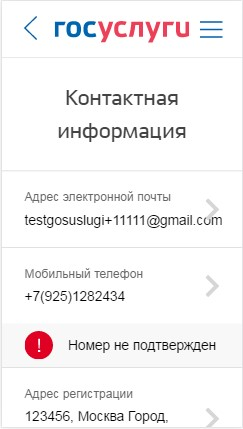 госуслуги
Контактная
информация
Адрес электронной почты
testgosuslugi+11111@gmail.com
Мобильный телефон
+7(925)1282434
! Номер не подтвержден
Адрес регистрации
123456, Москва Город,